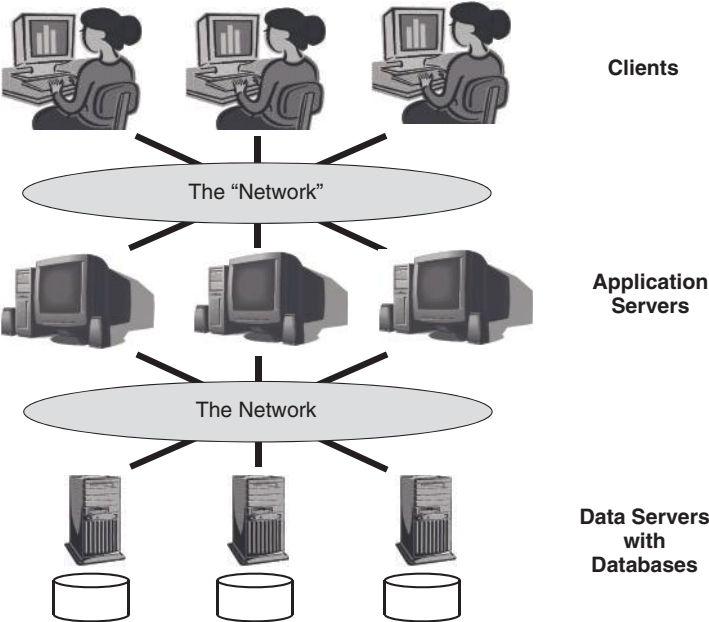 Clients
The “Network”
Application
Servers
The Network
Data Servers
with
Databases